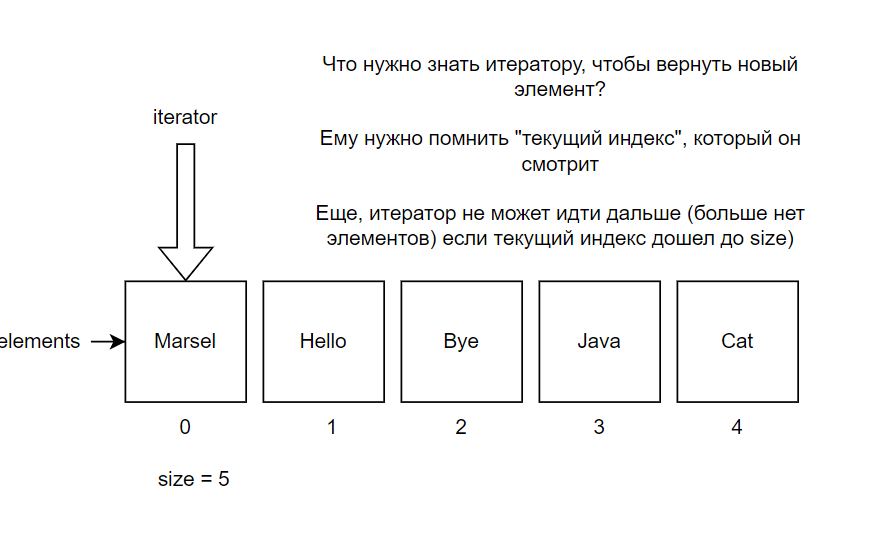 Что нужно знать итератору, чтобы вернуть новый
элемент?
iterator
Ему нужно помнить "текущий индекс", который он
смотрит
Еще, итератор не может идти дальше (больше нет
элементов) если текущий индекс дошел до size)
elements
Marsel
Hello
Bye
Java
Cat
0
1
2
3
4
size = 5